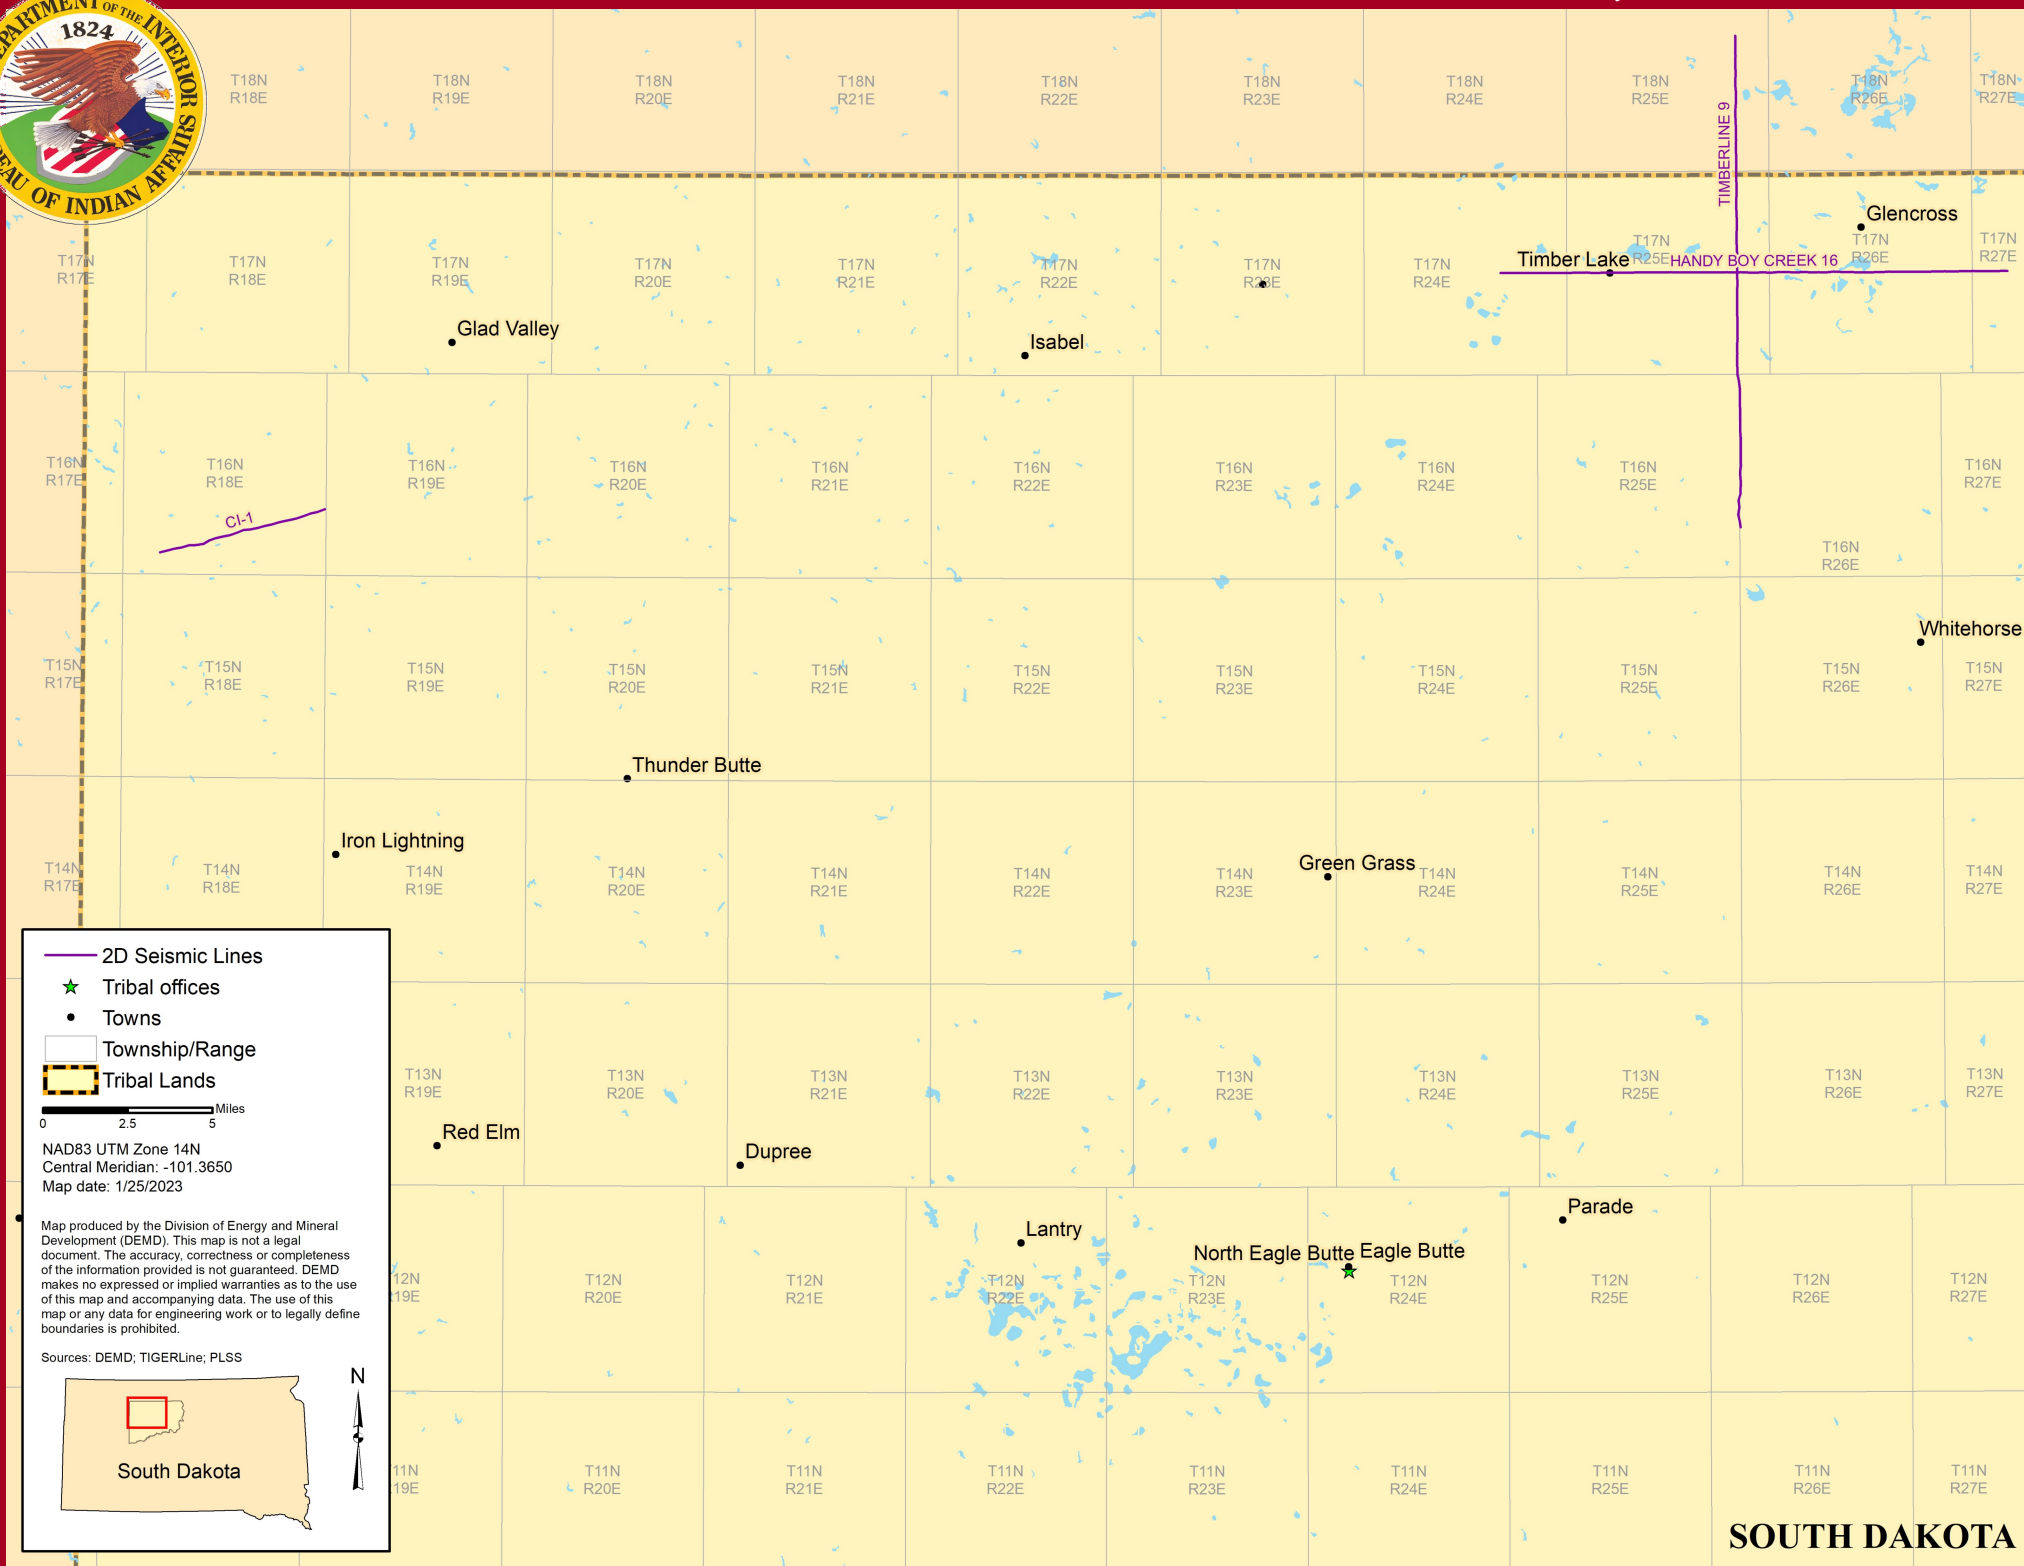 DEPARTMENT OF THE INTERIOR
1824
BUREAU OF INDIAN AFFAIRS
T18N
R18E
T18N
R19E
T18N
R20E
T18N
R21E
T18N
R22E
T18N
R23E
T18N
R24E
T18N
R25E
T18N
R26E
T18N
R27E
TIMBERLINE 9
Glencross
T17N
R17E
T17N
R18E
T17N
R19E
T17N
R20E
T17N
R21E
T17N
R22E
T17N
R23E
T17N
R24E
Timber Lake
T17N
R25E
HANDY BOY CREEK 16
T17N
R26E
T17N
R27E
Glad Valley
Isabel
T16N
R17E
T16N
R18E
T16N
R19E
T16N
R20E
T16N
R21E
T16N
R22E
T16N
R23E
T16N
R24E
T16N
R25E
T16N
R27E
CI-1
T16N
R26E
Whitehorse
T15N
R17E
T15N
R18E
T15N
R19E
T15N
R20E
T15N
R21E
T15N
R22E
T15N
R23E
T15N
R24E
T15N
R25E
T15N
R26E
T15N
R27E
Thunder Butte
Iron Lightning
Green Grass
T14N
R17E
T14N
R18E
T14N
R19E
T14N
R20E
T14N
R21E
T14N
R22E
T14N
R23E
T14N
R24E
T14N
R25E
T14N
R26E
T14N
R27E
T13N
R19E
T13N
R20E
T13N
R21E
T13N
R22E
T13N
R23E
T13N
R24E
T13N
R25E
T13N
R26E
T13N
R27E
Red Elm
Dupree
Parade
Lantry
North Eagle Butte
Eagle Butte
12N
19E
T12N
R20E
T12N
R21E
T12N
R22E
T12N
R23E
T12N
R24E
T12N
R25E
T12N
R26E
T12N
R27E
11N
19E
T11N
R20E
T11N
R21E
T11N
R22E
T11N
R23E
T11N
R24E
T11N
R25E
T11N
R26E
T11N
R27E
2D Seismic Lines
Tribal offices
Towns
Township/Range
Tribal Lands
Miles
0 2.5 5
NAD83 UTM Zone 14N
Central Meridian: -101.3650
Map date: 1/25/2023
Map produced by the Division of Energy and Mineral
Development (DEMD). This map is not a legal
document. The accuracy, correctness or completeness
of the information provided is not guaranteed. DEMD
makes no expressed or implied warranties as to the use
of this map and accompanying data. The use of this
map or any data for engineering work or to legally define
boundaries is prohibited.
Sources: DEMD; TIGERLine; PLSS
N
South Dakota
SOUTH DAKOTA